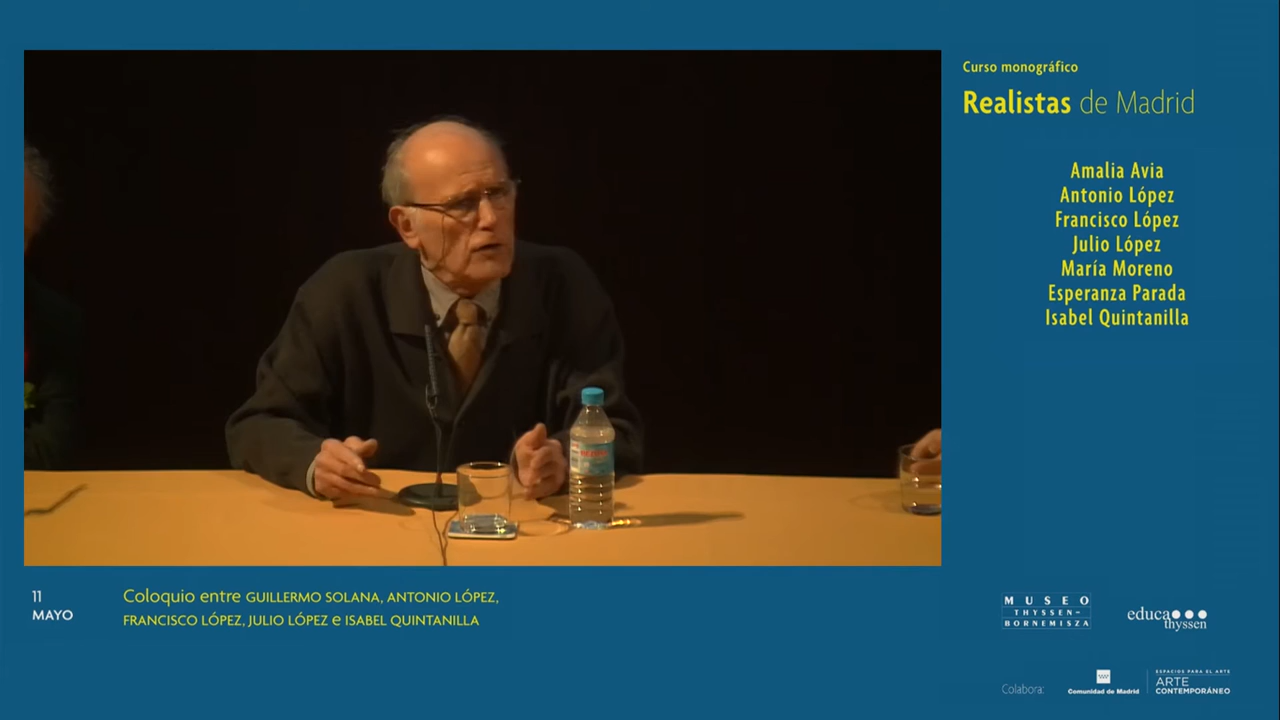 Curso monográfico
Realistas de Madrid
Amalia Avia
Antonio López
Francisco López
Julio López
María Moreno
Esperanza Parada
Isabel Quintanilla
11
MAYO
Coloquio entre GUILLERMO SOLANA, ANTONIO LÓPEZ,
FRANCISCO LÓPEZ, JULIO LÓPEZ e ISABEL QUINTANILLA
MUSEO
THYSSEN-
BORNEMISZA
educa
thyssen
Colabora:
Comunidad de Madrid
ESPACIOS PARA EL ARTE
ARTE
CONTEMPORÁNEO